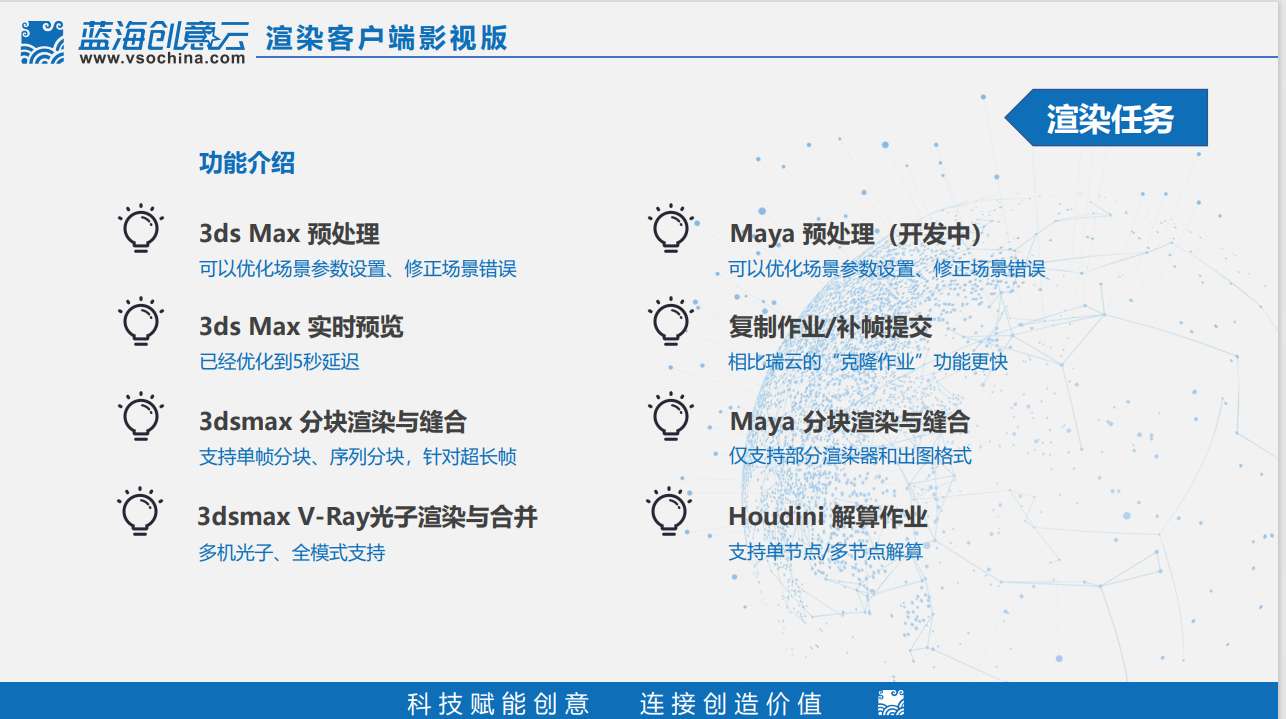 蓝海创意云
www.vsochina.com
渲染客户端影视版
渲染任务
功能介绍
3ds Max 预处理
可以优化场景参数设置、修正场景错误
3ds Max 实时预览
已经优化到5秒延迟
3dsmax 分块渲染与缝合
支持单帧分块、序列分块，针对超长帧
3dsmax V-Ray光子渲染与合并
多机光子、全模式支持
Maya 预处理（开发中）
可以优化场景参数设置、修正场景错误
复制作业/补帧提交
相比瑞云的“克隆作业”功能更快
Maya 分块渲染与缝合
仅支持部分渲染器和出图格式
Houdini 解算作业
支持单节点/多节点解算
科技赋能创意 连接创造价值